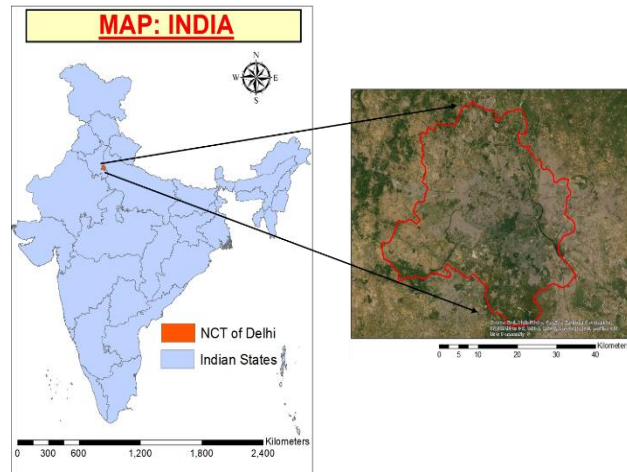 MAP: INDIA
N
W E
S
NCT of Delhi
Indian States
Kilometers
0 300 600 1,200 1,800 2,400
Kilometers
0 5 10 20 30 40